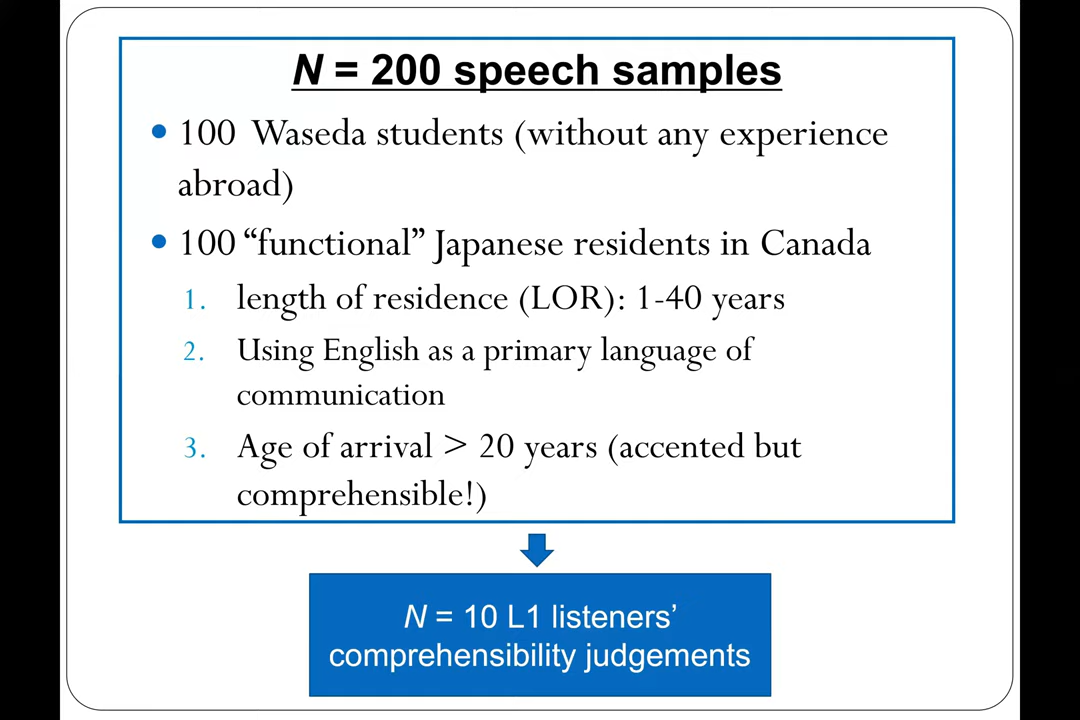 N = 200 speech samples
• 100 Waseda students (without any experience
abroad)
• 100 “functional” Japanese residents in Canada
1. length of residence (LOR): 1-40 years
2. Using English as a primary language of
communication
3. Age of arrival > 20 years (accented but
comprehensible!)
N = 10 L1 listeners’
comprehensibility judgements